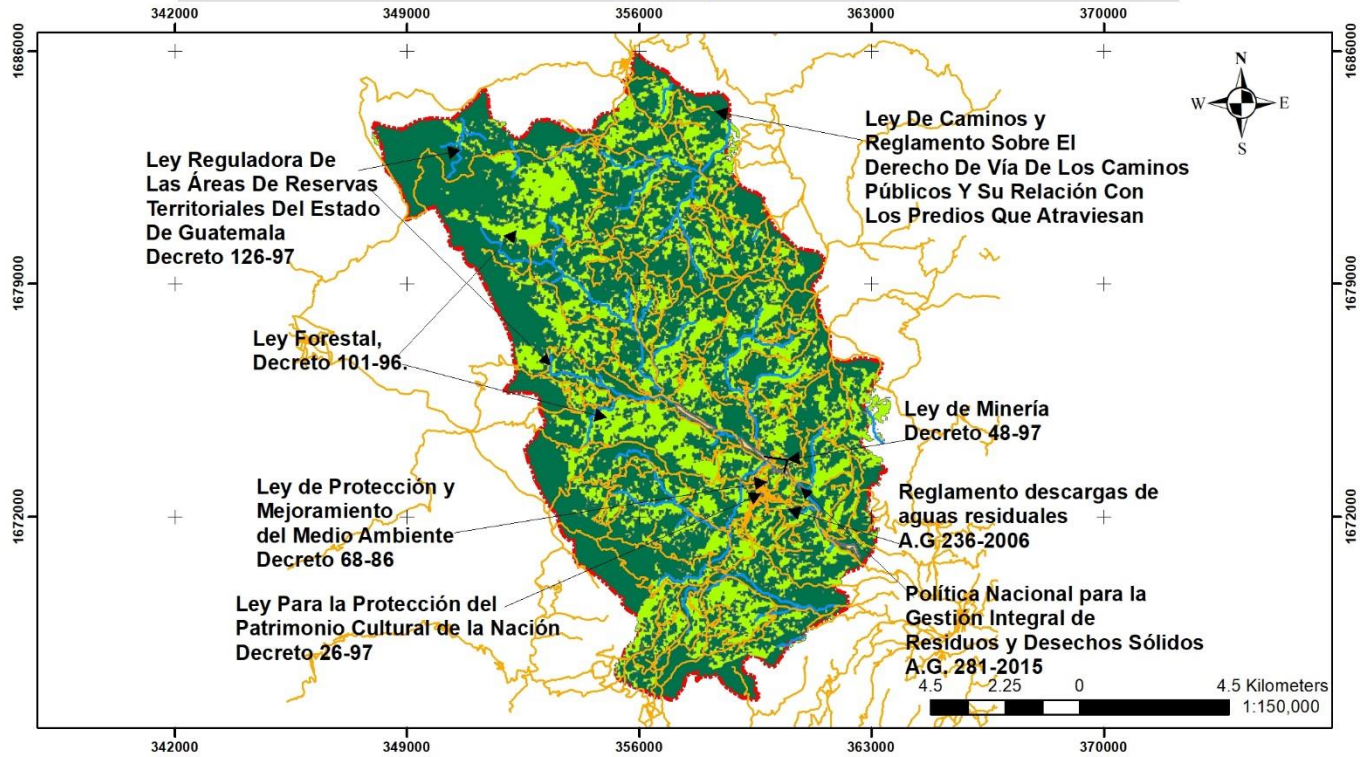 342000
349000
356000
363000
370000
1686000
1686000
N
W
E
S
Ley De Caminos y
Reglamento Sobre El
Derecho De Vía De Los Caminos
Públicos Y Su Relación Con
Los Predios Que Atraviesan
Ley Reguladora De
Las Áreas De Reservas
Territoriales Del Estado
De Guatemala
Decreto 126-97
1679000
1679000
Ley Forestal,
Decreto 101-96.
Ley de Minería
Decreto 48-97
Ley de Protección y
Mejoramiento
del Medio Ambiente
Decreto 68-86
Reglamento descargas de
aguas residuales
A.G 236-2006
1672000
1672000
Ley Para la Protección del
Patrimonio Cultural de la Nación
Decreto 26-97
Política Nacional para la
Gestión Integral de
Residuos y Desechos Sólidos
A.G. 281-2015
4.5 2.25 0 4.5 Kilometers
1:150,000
342000
349000
356000
363000
370000